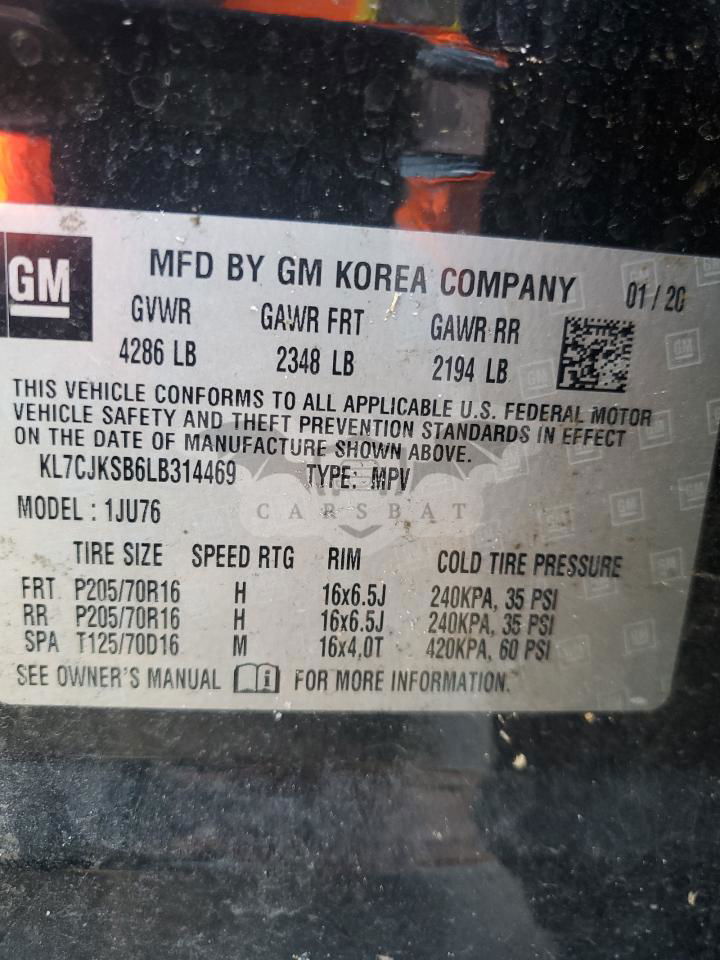 GM
MFD BY GM KOREA COMPANY 01/20
GVWR GAWR FRT GAWR RR
4286 LB 2348 LB 2194 LB
THIS VEHICLE CONFORMS TO ALL APPLICABLE U.S. FEDERAL MOTOR
VEHICLE SAFETY AND THEFT PREVENTION STANDARDS IN EFFECT
ON THE DATE OF MANUFACTURE SHOWN ABOVE.
KL7CJKSB6LB314469 TYPE: MPV
CARSBAT
MODEL : 1JU76
TIRE SIZE SPEED RTG RIM COLD TIRE PRESSURE
FRT P205/70R16 H 16x6.5J 240KPA, 35 PSI
RR P205/70R16 H 16x6.5J 240KPA, 35 PSI
SPA T125/70D16 M 16x4.0T 420KPA, 60 PSI
SEE OWNER'S MANUAL i FOR MORE INFORMATION.